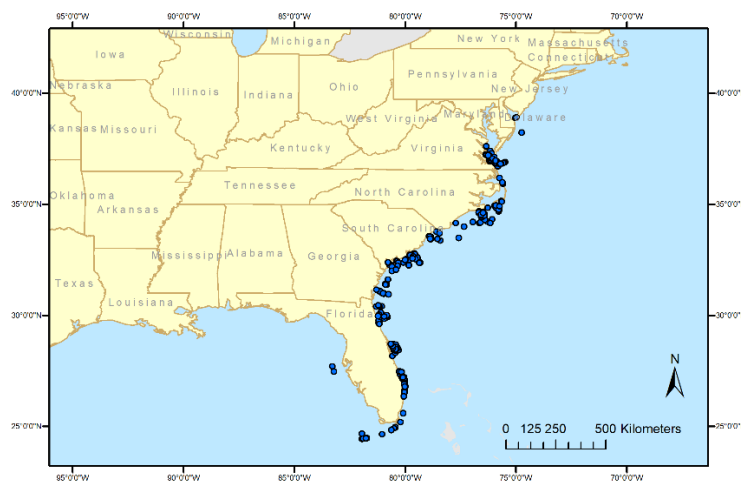 95°0'0"W 90°0'0"W 85°0'0"W 80°0'0"W 75°0'0"W 70°0'0"W
Wisconsin Michigan New York Massachusetts
Iowa Connecticut
Pennsylvania
40°0'0"N Nebraska Illinois Indiana Ohio New Jersey 40°0'0"N
West Virginia Maryland Delaware
Kansas Missouri
Kentucky Virginia
Tennessee North Carolina
35°0'0"N Oklahoma Arkansas 35°0'0"N
South Carolina
Mississippi Alabama Georgia
Texas
Louisiana
30°0'0"N Florida 30°0'0"N
N
0 125 250 500 Kilometers
25°0'0"N 25°0'0"N
95°0'0"W 90°0'0"W 85°0'0"W 80°0'0"W 75°0'0"W 70°0'0"W